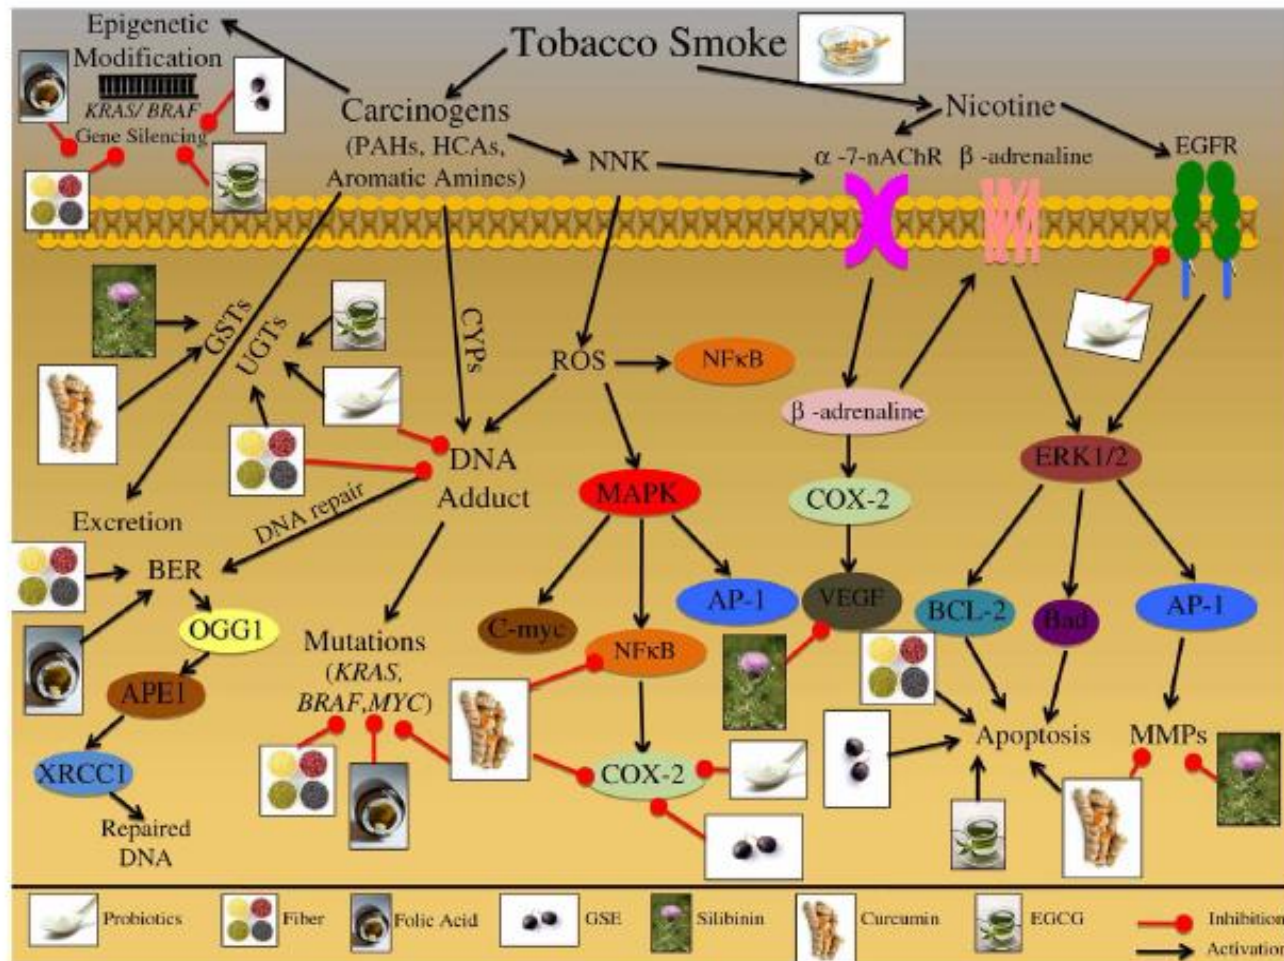 Epigenetic
Modification
KRAS/ BRAF
Gene Silencing
Tobacco Smoke
Carcinogens
(PAHs, HCAs,
Aromatic Amines)
NNK
Nicotine
α -7-nAChR
β -adrenaline
EGFR
GSTs
UGTs
CYPs
ROS
NFκB
β -adrenaline
DNA
Adduct
DNA repair
MAPK
COX-2
ERK1/2
Excretion
BER
OGG1
APE1
XRCC1
Repaired
DNA
Mutations
(KRAS,
BRAF,MYC)
C-myc
NFκB
AP-1
VEGF
BCL-2
Bad
AP-1
COX-2
Apoptosis
MMPs
Probiotics
Fiber
Folic Acid
GSE
Silibinin
Curcumin
EGCG
Inhibition
Activation